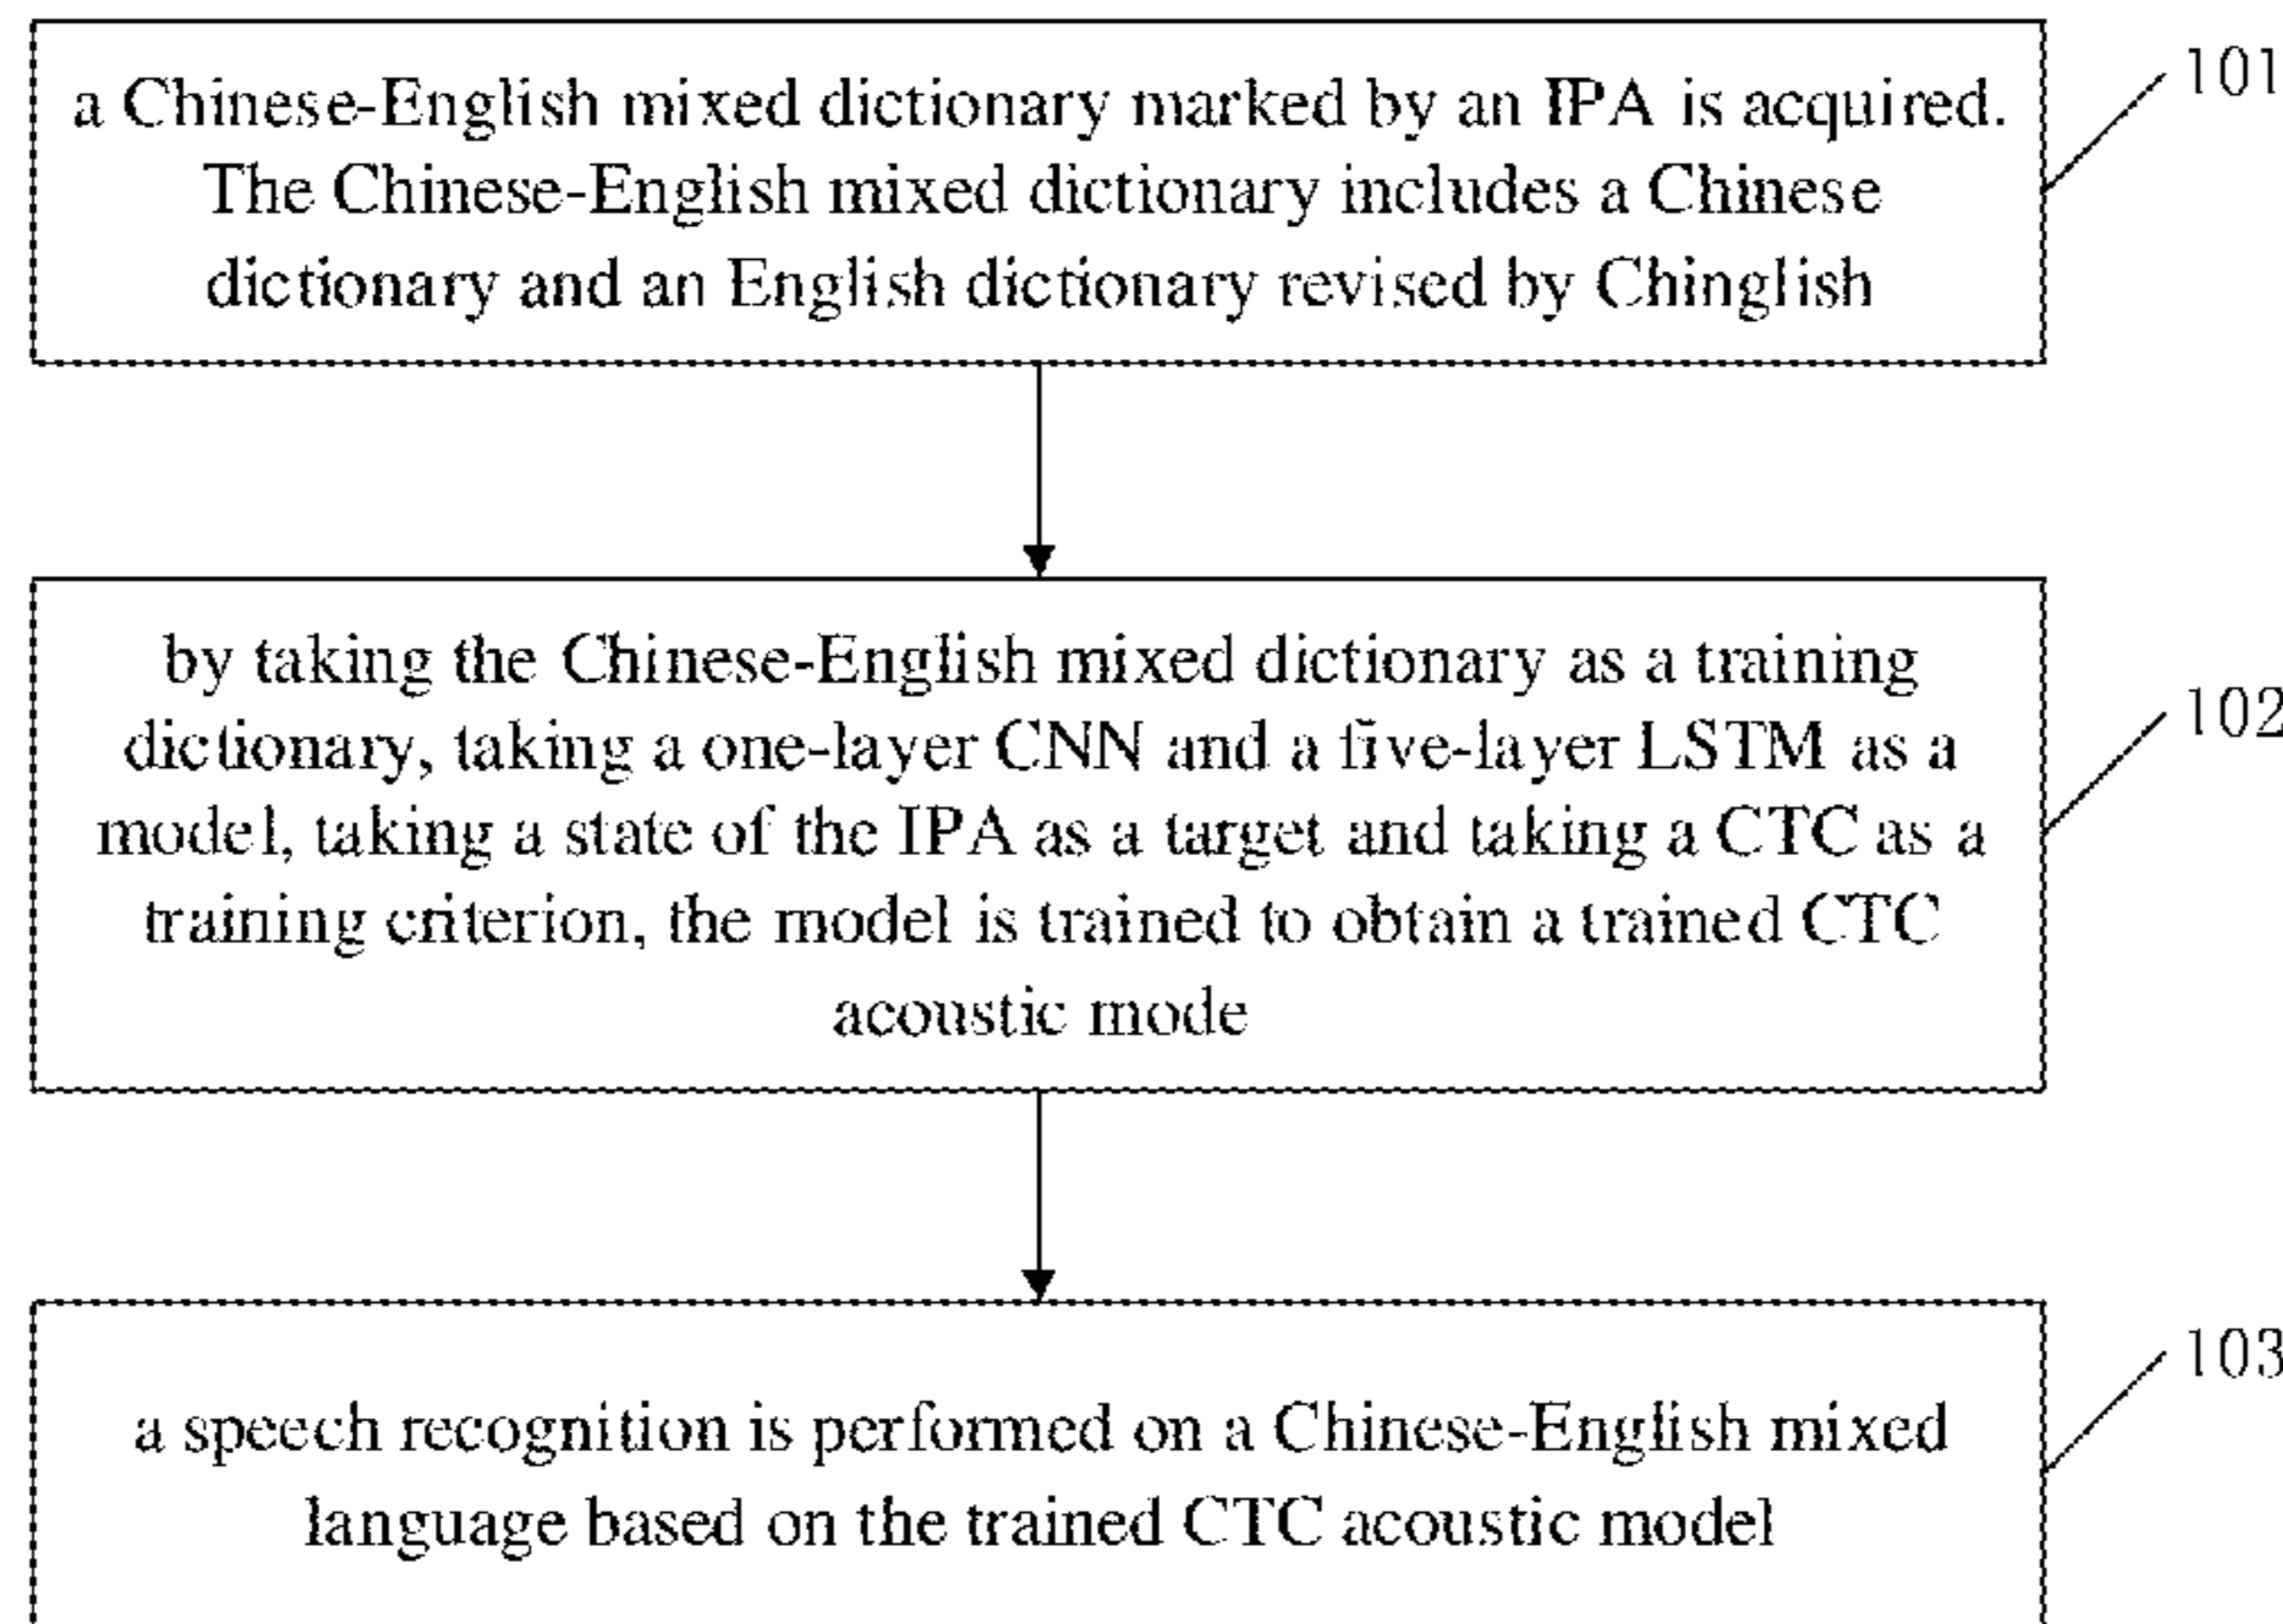 a Chinese-English mixed dictionary marked by an IPA is acquired.
The Chinese-English mixed dictionary includes a Chinese
dictionary and an English dictionary revised by Chinglish
101
by taking the Chinese-English mixed dictionary as a training
dictionary, taking a one-layer CNN and a five-layer LSTM as a
model, taking a state of the IPA as a target and taking a CTC as a
training criterion, the model is trained to obtain a trained CTC
acoustic mode
102
a speech recognition is performed on a Chinese-English mixed
language based on the trained CTC acoustic model
103